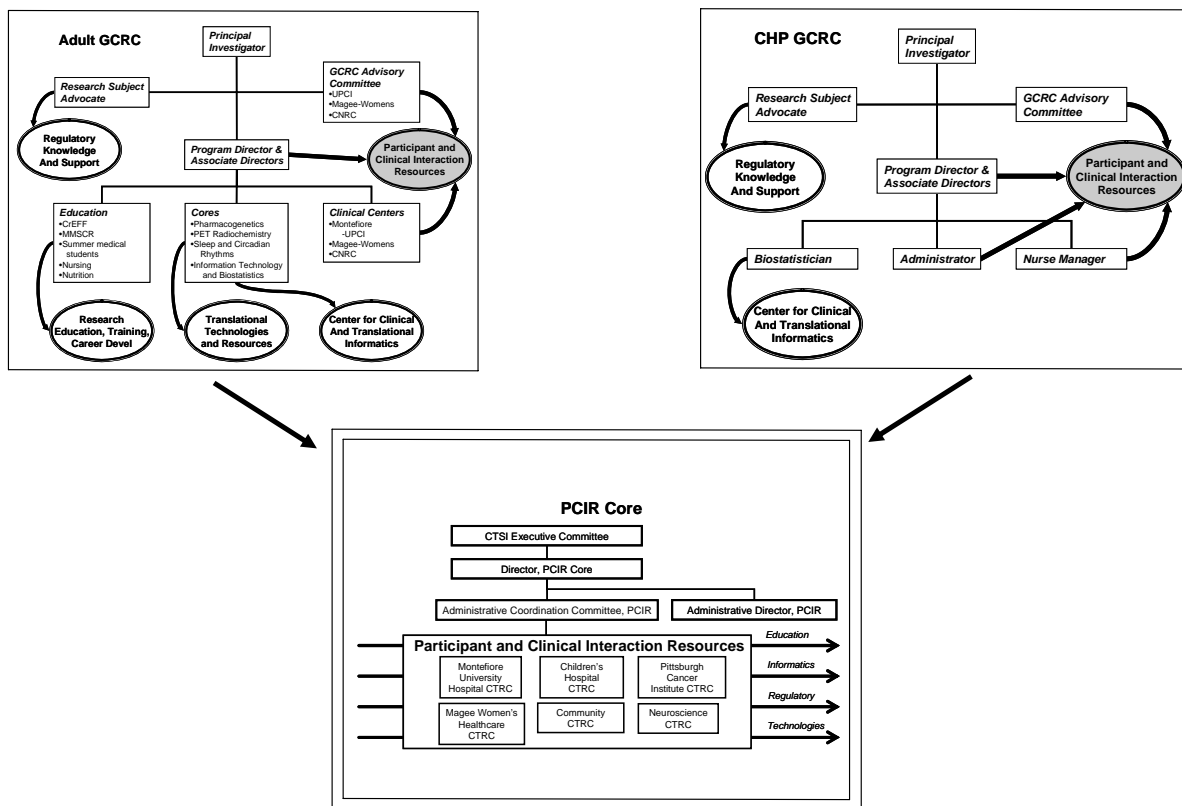 Adult GCRC
Principal
Investigator
Research Subject
Advocate
GCRC Advisory
Committee
•UPCI
•Magee-Womens
•CNRC
Regulatory
Knowledge
And Support
Program Director &
Associate Directors
Participant and
Clinical Interaction
Resources
Education
•CrEFF
•MMSCR
•Summer medical
students
•Nursing
•Nutrition
Cores
•Pharmacogenetics
•PET Radiochemistry
•Sleep and Circadian
Rhythms
•Information Technology
and Biostatistics
Clinical Centers
•Montefiore
-UPCI
•Magee-Womens
•CNRC
Research
Education, Training,
Career Devel
Translational
Technologies
and Resources
Center for Clinical
And Translational
Informatics
CHP GCRC
Principal
Investigator
Research Subject
Advocate
GCRC Advisory
Committee
Regulatory
Knowledge
And Support
Program Director &
Associate Directors
Participant and
Clinical Interaction
Resources
Biostatistician
Administrator
Nurse Manager
Center for Clinical
And Translational
Informatics
PCIR Core
CTSI Executive Committee
Director, PCIR Core
Administrative Coordination Committee, PCIR
Administrative Director, PCIR
Participant and Clinical Interaction Resources
Montefiore
University
Hospital CTRC
Children's
Hospital
CTRC
Pittsburgh
Cancer
Institute CTRC
Magee Women's
Healthcare
CTRC
Community
CTRC
Neuroscience
CTRC
Education
Informatics
Regulatory
Technologies